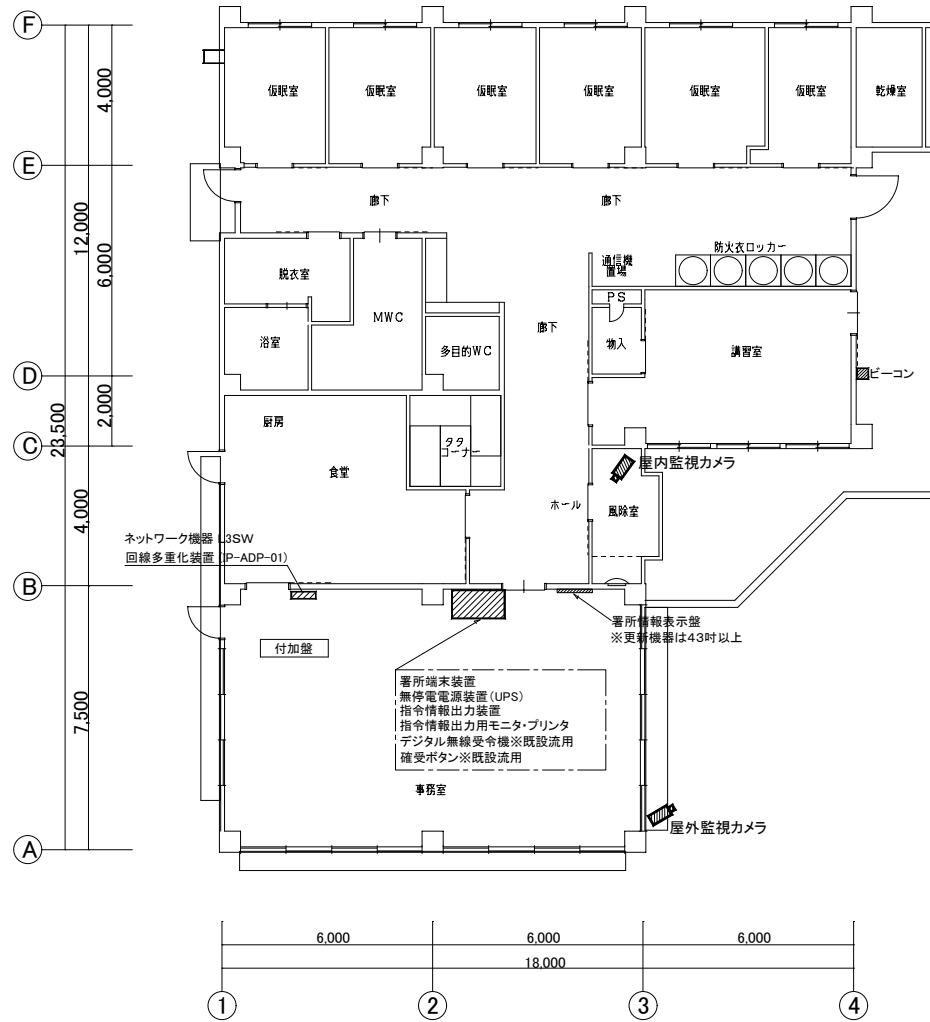 F
仮眠室
仮眠室
仮眠室
仮眠室
仮眠室
仮眠室
乾燥室
4,000
E
廊下
廊下
12,000
6,000
防火衣ロッカー
通信機
置場
脱衣室
PS
MWC
廊下
浴室
多目的WC
物入
講習室
D
ビーコン
2,000
23,500
C
厨房
タタ
コーナー
屋内監視カメラ
食堂
4,000
ホール
風除室
ネットワーク機器 L3SW
回線多重化装置(IP-ADP-01)
B
署所情報表示盤
※更新機器は43吋以上
付加盤
署所端末装置
無停電電源装置(UPS)
指令情報出力装置
指令情報出力用モニタ・プリンタ
デジタル無線受令機※既設流用
確受ボタン※既設流用
7,500
事務室
屋外監視カメラ
A
6,000
6,000
6,000
18,000
1
2
3
4